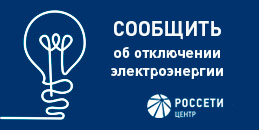 СООБЩИТЬ
об отключении
электроэнергии
РОССЕТИ
ЦЕНТР